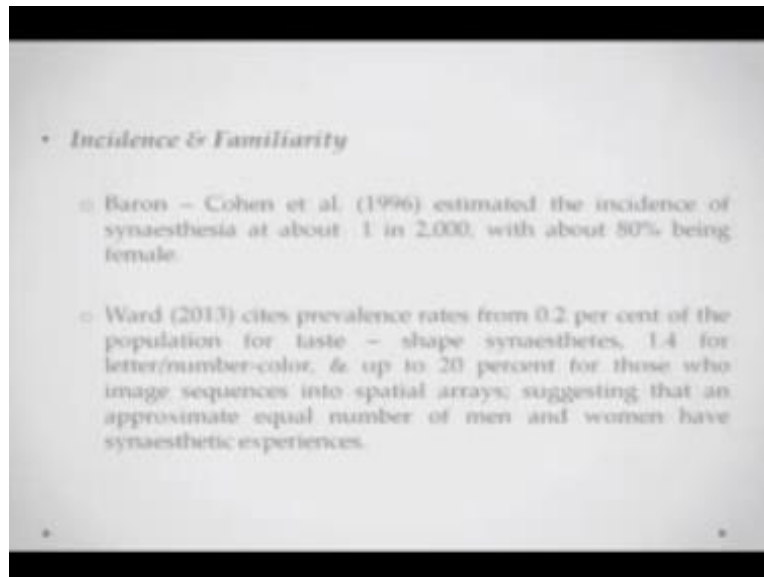 • Incidence & Familiarity
○ Baron – Cohen et al. (1996) estimated the incidence of
synaesthesia at about 1 in 2,000, with about 80% being
female.
○ Ward (2013) cites prevalence rates from 0.2 per cent of the
population for taste – shape synaesthetes, 1.4 for
letter/number-color, & up to 20 percent for those who
image sequences into spatial arrays; suggesting that an
approximate equal number of men and women have
synaesthetic experiences.